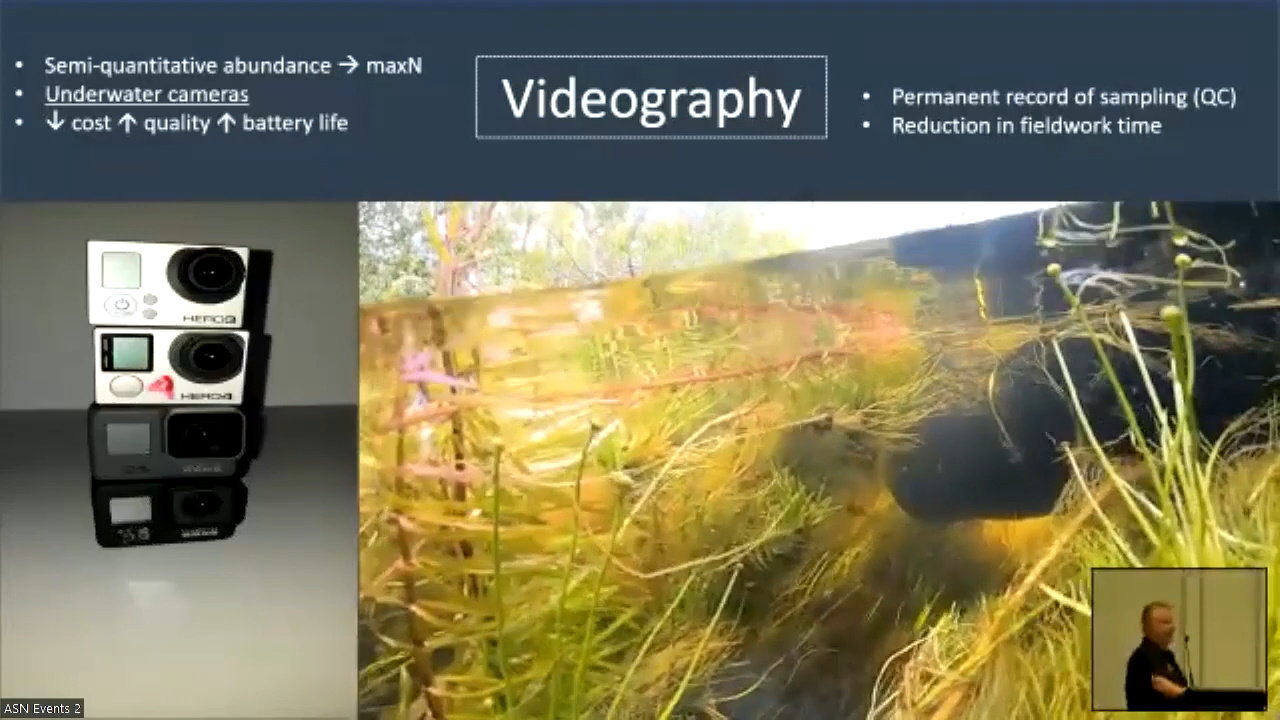 Semi-quantitative abundance → maxN
Underwater cameras
↓ cost ↑ quality ↑ battery life
Videography
Permanent record of sampling (QC)
Reduction in fieldwork time
HERO3
HERO4
ASN Events 2